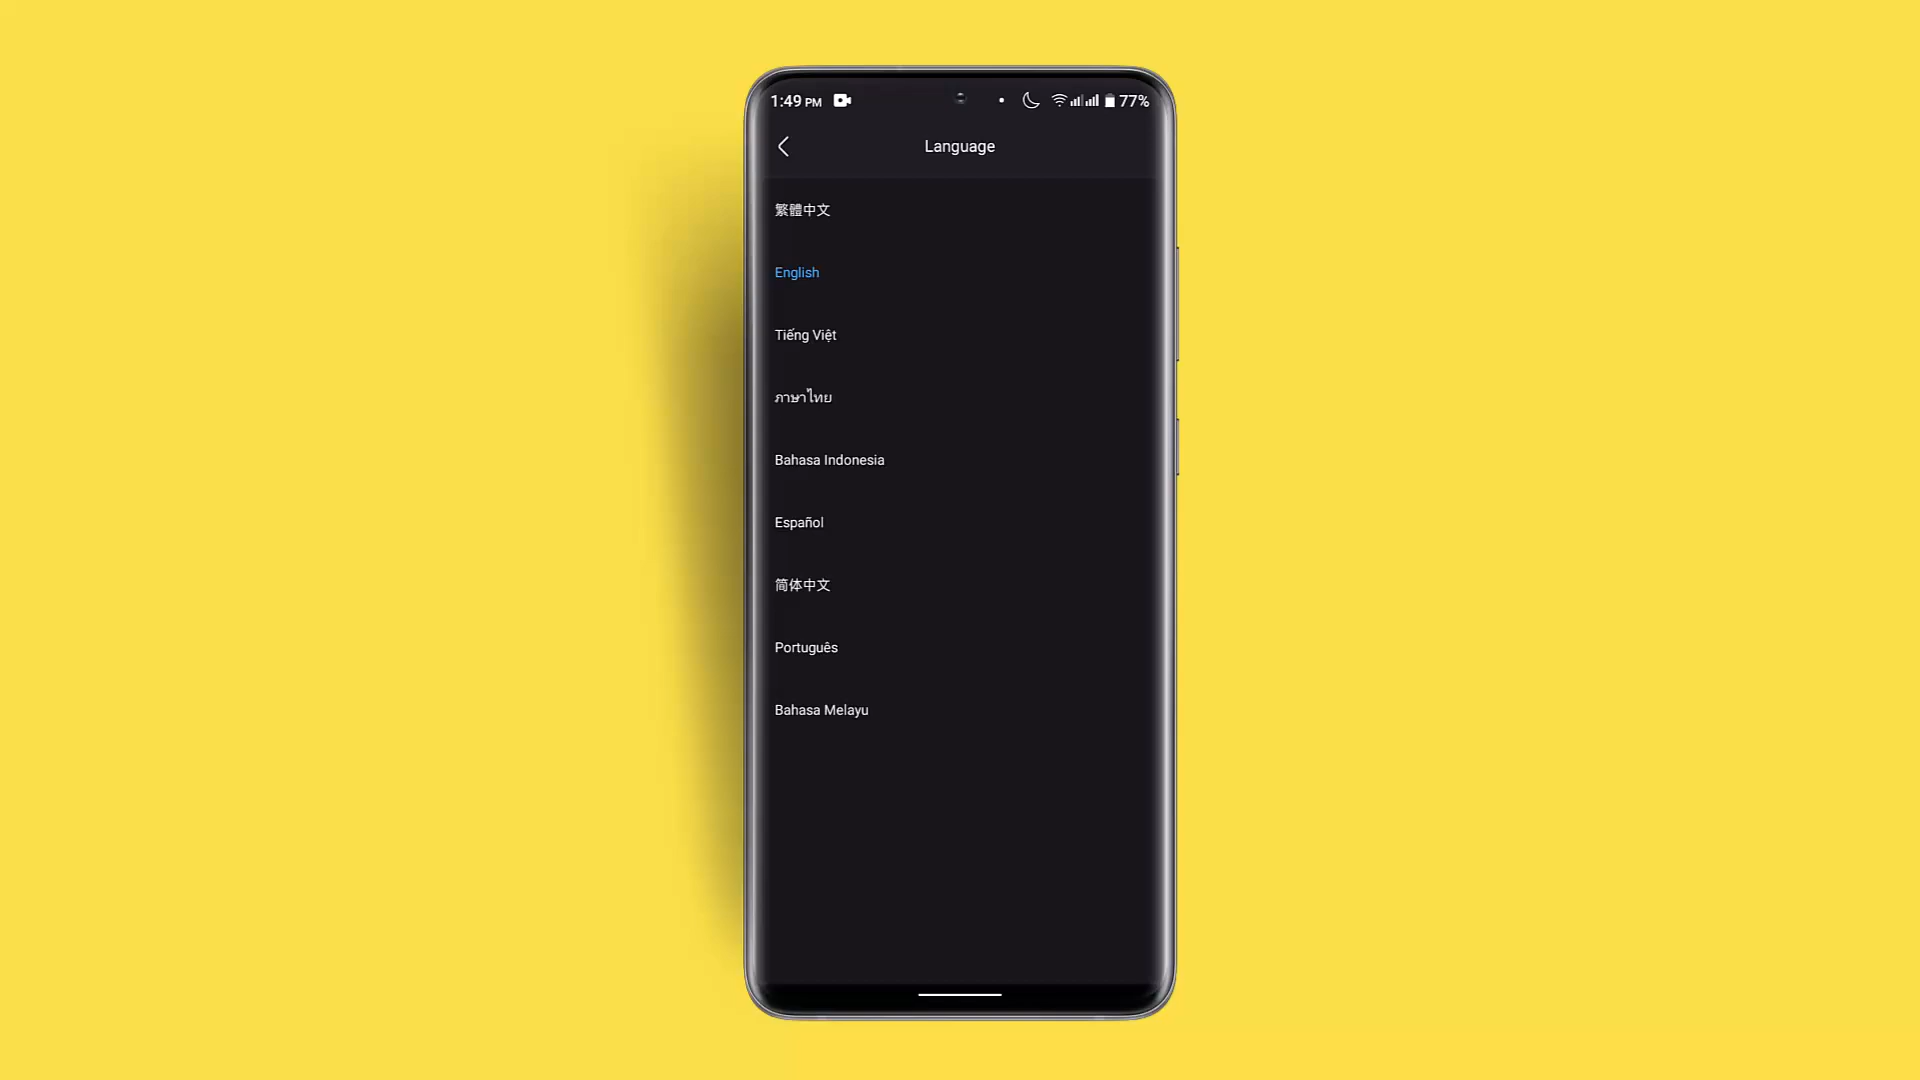 1:49 PM
77%
Language
繁體中文
English
Tiếng Việt
ภาษาไทย
Bahasa Indonesia
Español
简体中文
Português
Bahasa Melayu